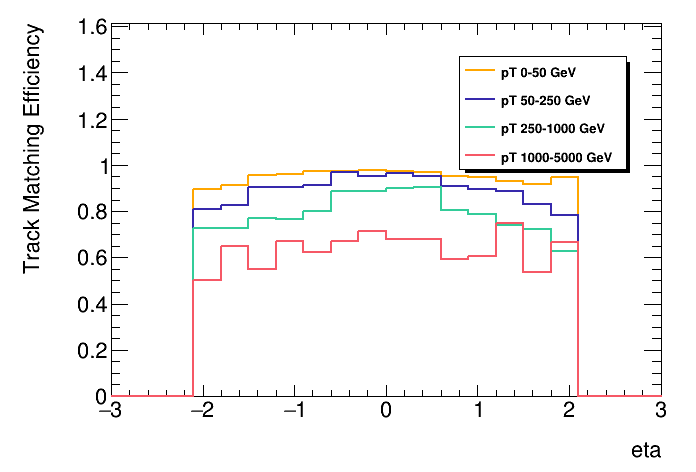 Track Matching Efficiency
1.6
1.4
1.2
1
0.8
0.6
0.4
0.2
0
pT 0-50 GeV
pT 50-250 GeV
pT 250-1000 GeV
pT 1000-5000 GeV
−3 −2 −1 0 1 2 3
eta